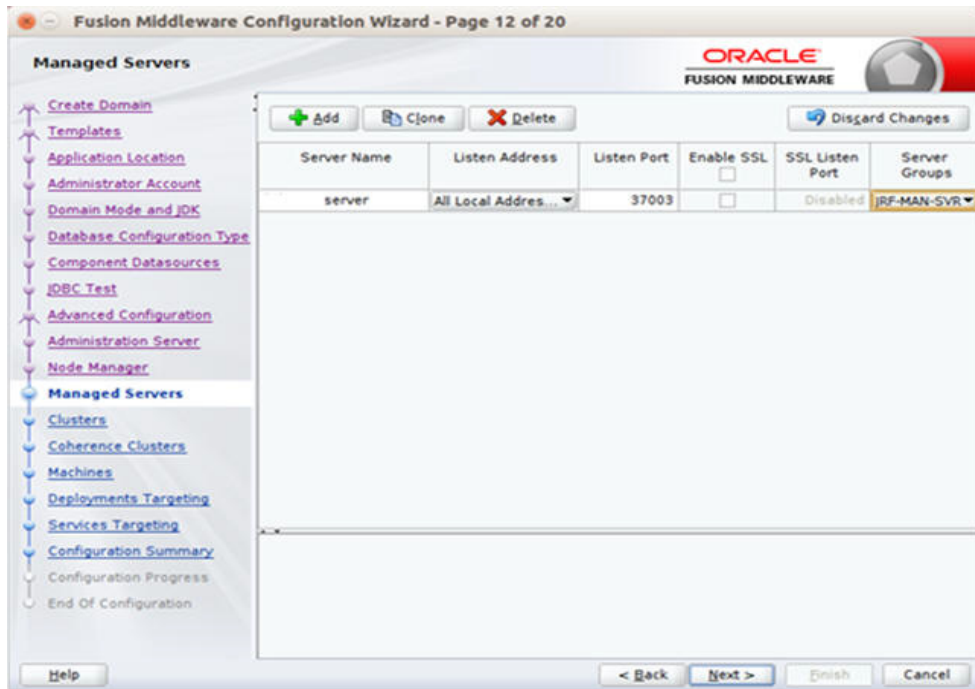 Fusion Middleware Configuration Wizard - Page 12 of 20
Managed Servers
ORACLE
FUSION MIDDLEWARE
Create Domain
Templates
Application Location
Administrator Account
Domain Mode and JDK
Database Configuration Type
Component Datasources
JDBC Test
Advanced Configuration
Administration Server
Node Manager
Managed Servers
Clusters
Coherence Clusters
Machines
Deployments Targeting
Services Targeting
Configuration Summary
Configuration Progress
End Of Configuration
Add Clone Delete Discard Changes
Server Name Listen Address Listen Port Enable SSL SSL Listen Port Server Groups
server All Local Addres... 37003 Disabled JRF-MAN-SVR
Help < Back Next > Finish Cancel